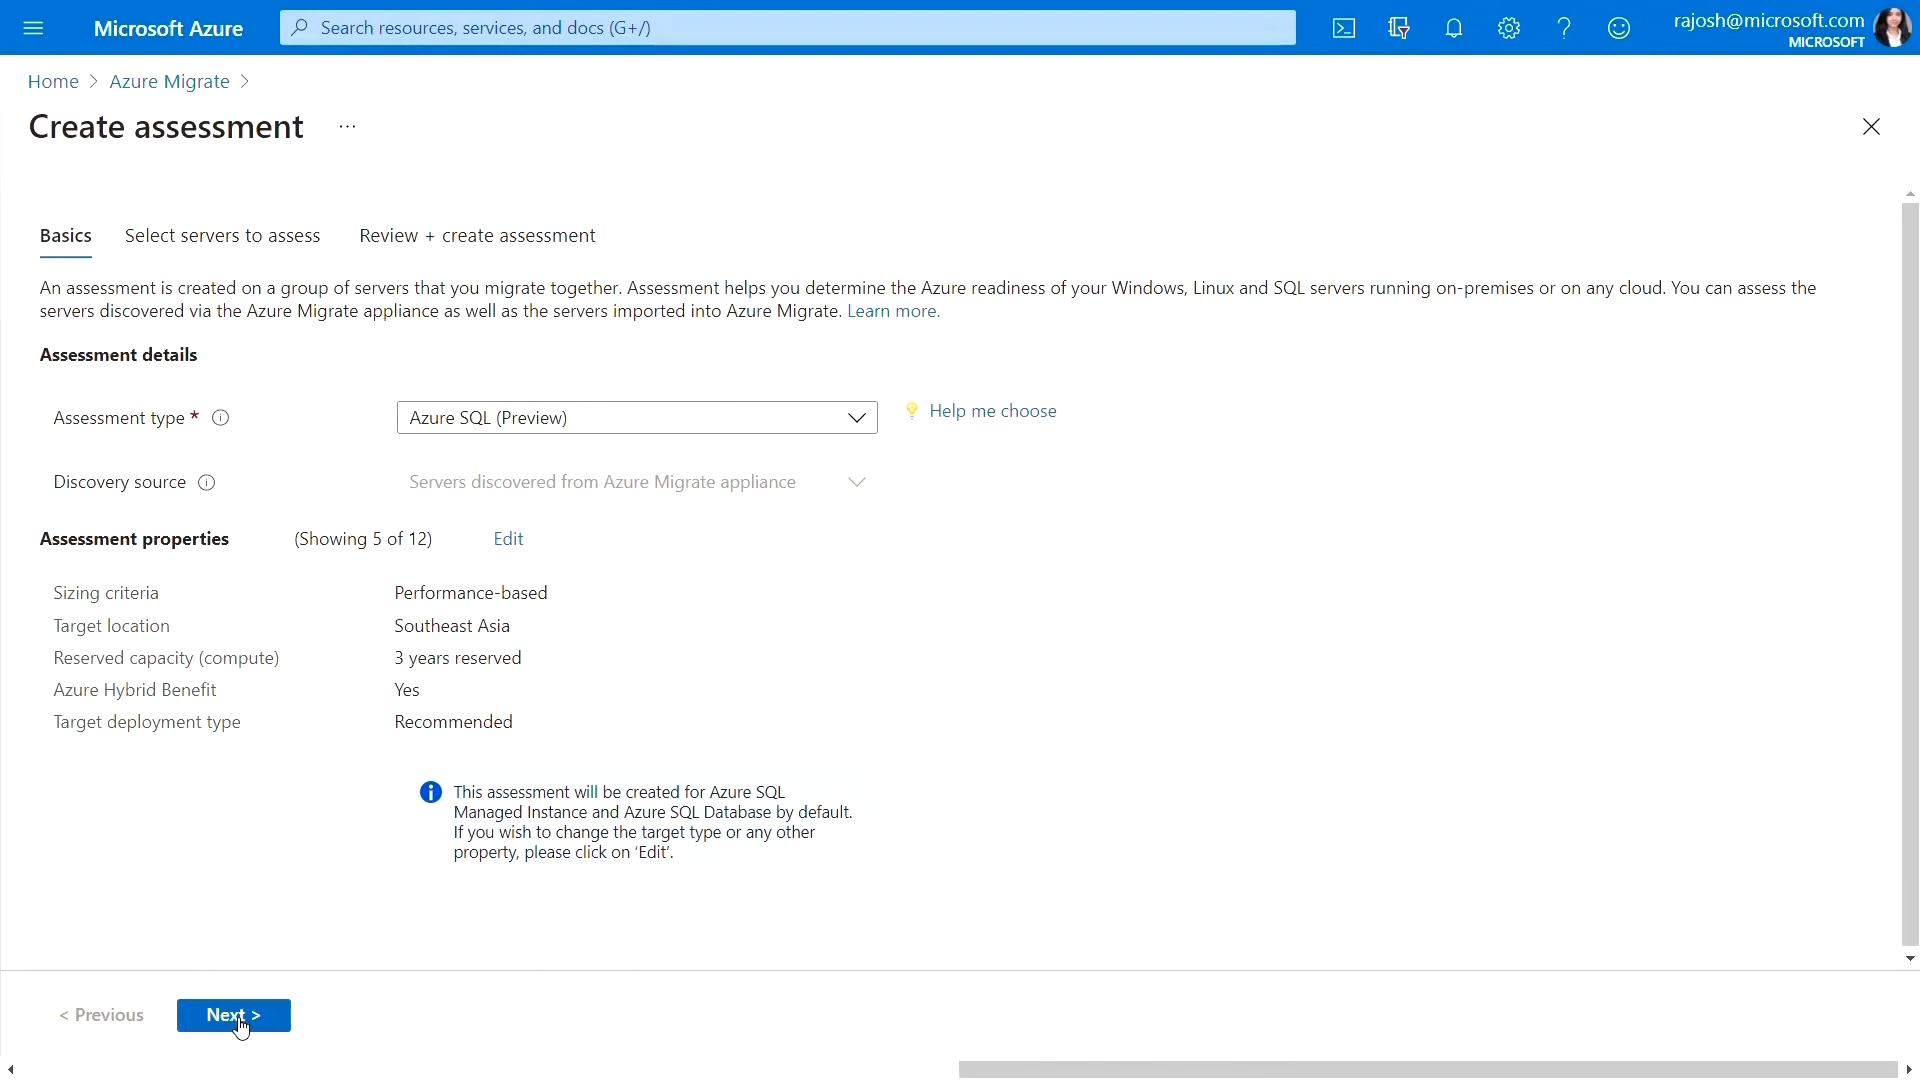 Microsoft Azure
Search resources, services, and docs (G+/)
rajosh@microsoft.com
MICROSOFT
Home > Azure Migrate >
Create assessment ...
Basics
Select servers to assess
Review + create assessment
An assessment is created on a group of servers that you migrate together. Assessment helps you determine the Azure readiness of your Windows, Linux and SQL servers running on-premises or on any cloud. You can assess the
servers discovered via the Azure Migrate appliance as well as the servers imported into Azure Migrate. Learn more.
Assessment details
Assessment type *
Azure SQL (Preview)
Help me choose
Discovery source
Servers discovered from Azure Migrate appliance
Assessment properties (Showing 5 of 12) Edit
Sizing criteria Performance-based
Target location Southeast Asia
Reserved capacity (compute) 3 years reserved
Azure Hybrid Benefit Yes
Target deployment type Recommended
This assessment will be created for Azure SQL
Managed Instance and Azure SQL Database by default.
If you wish to change the target type or any other
property, please click on ‘Edit’.
< Previous
Next >